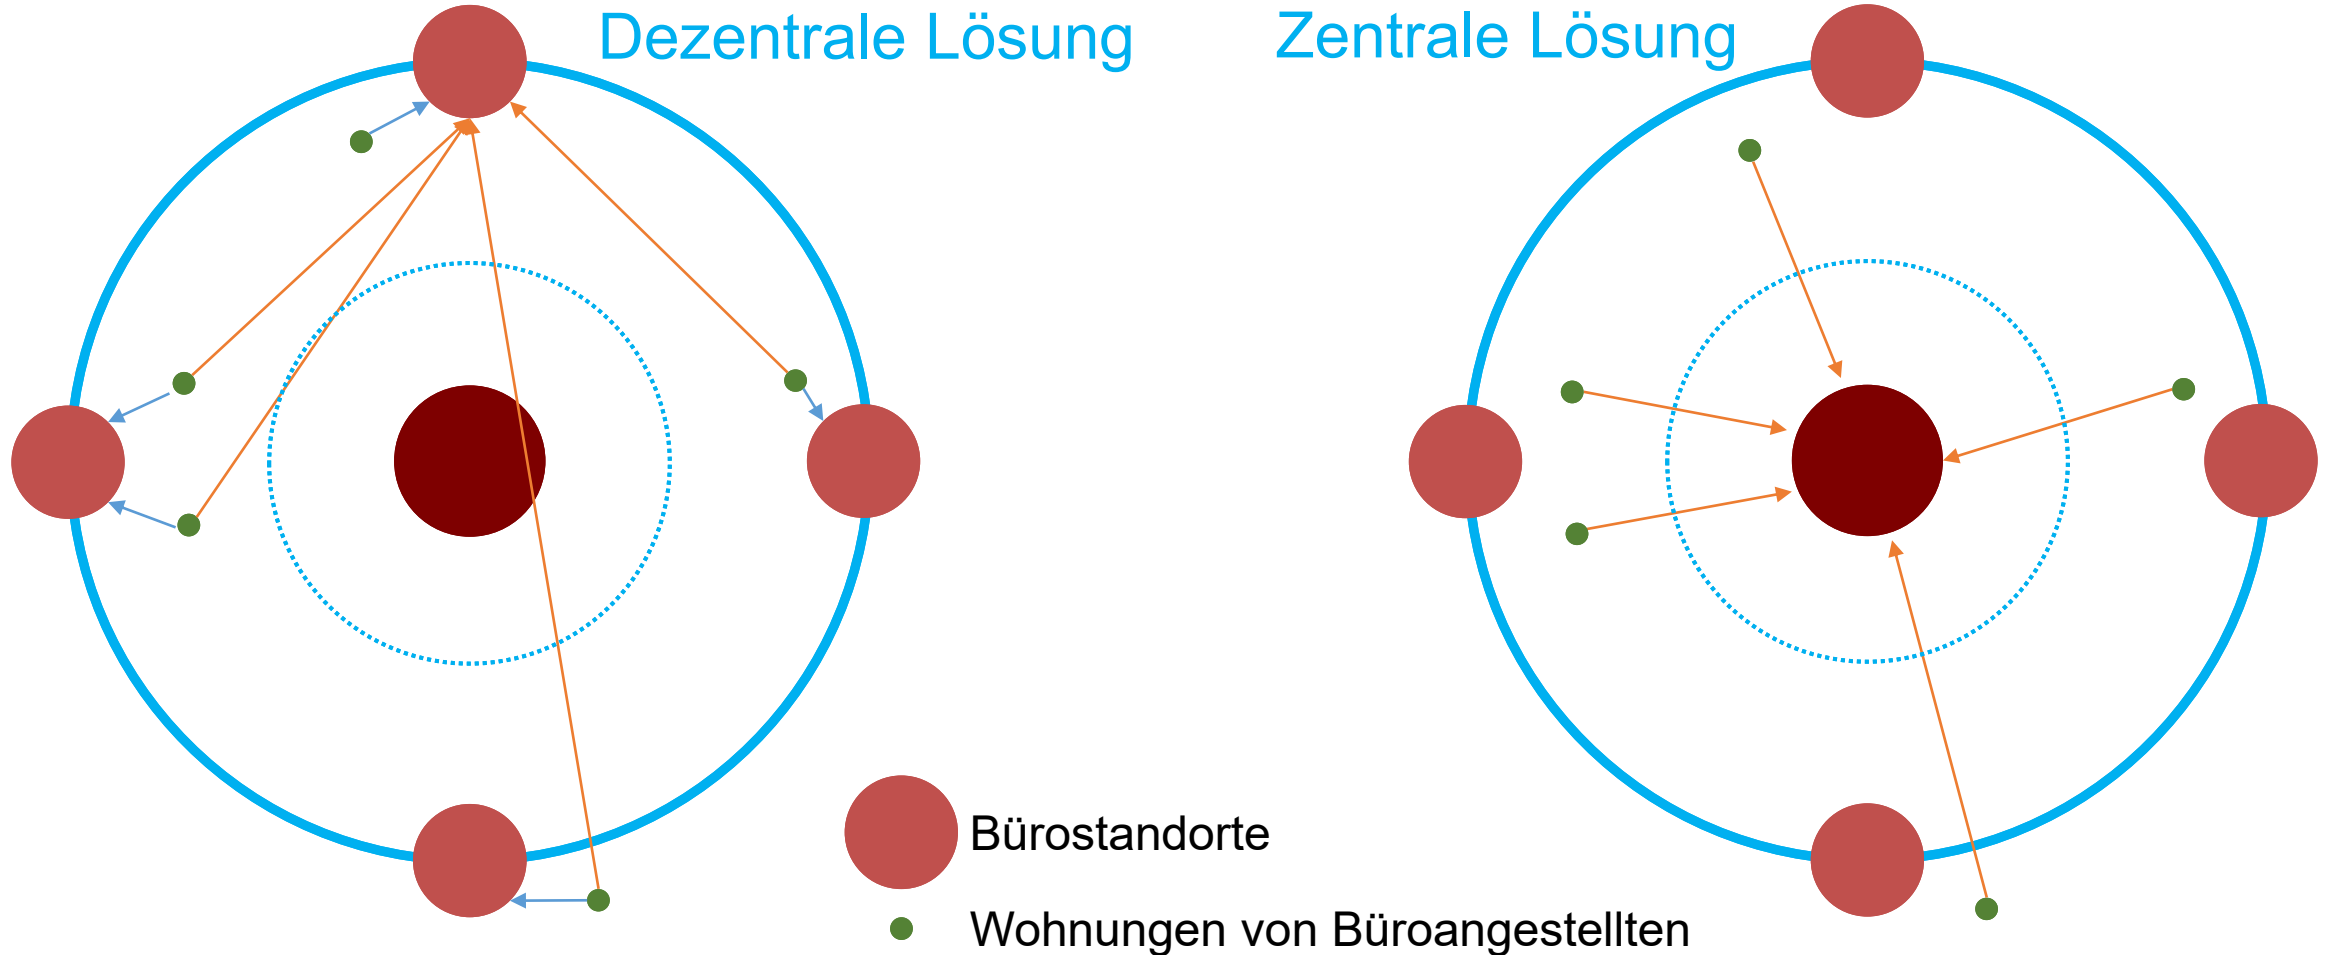 Dezentrale Lösung
Zentrale Lösung
Bürostandorte
Wohnungen von Büroangestellten